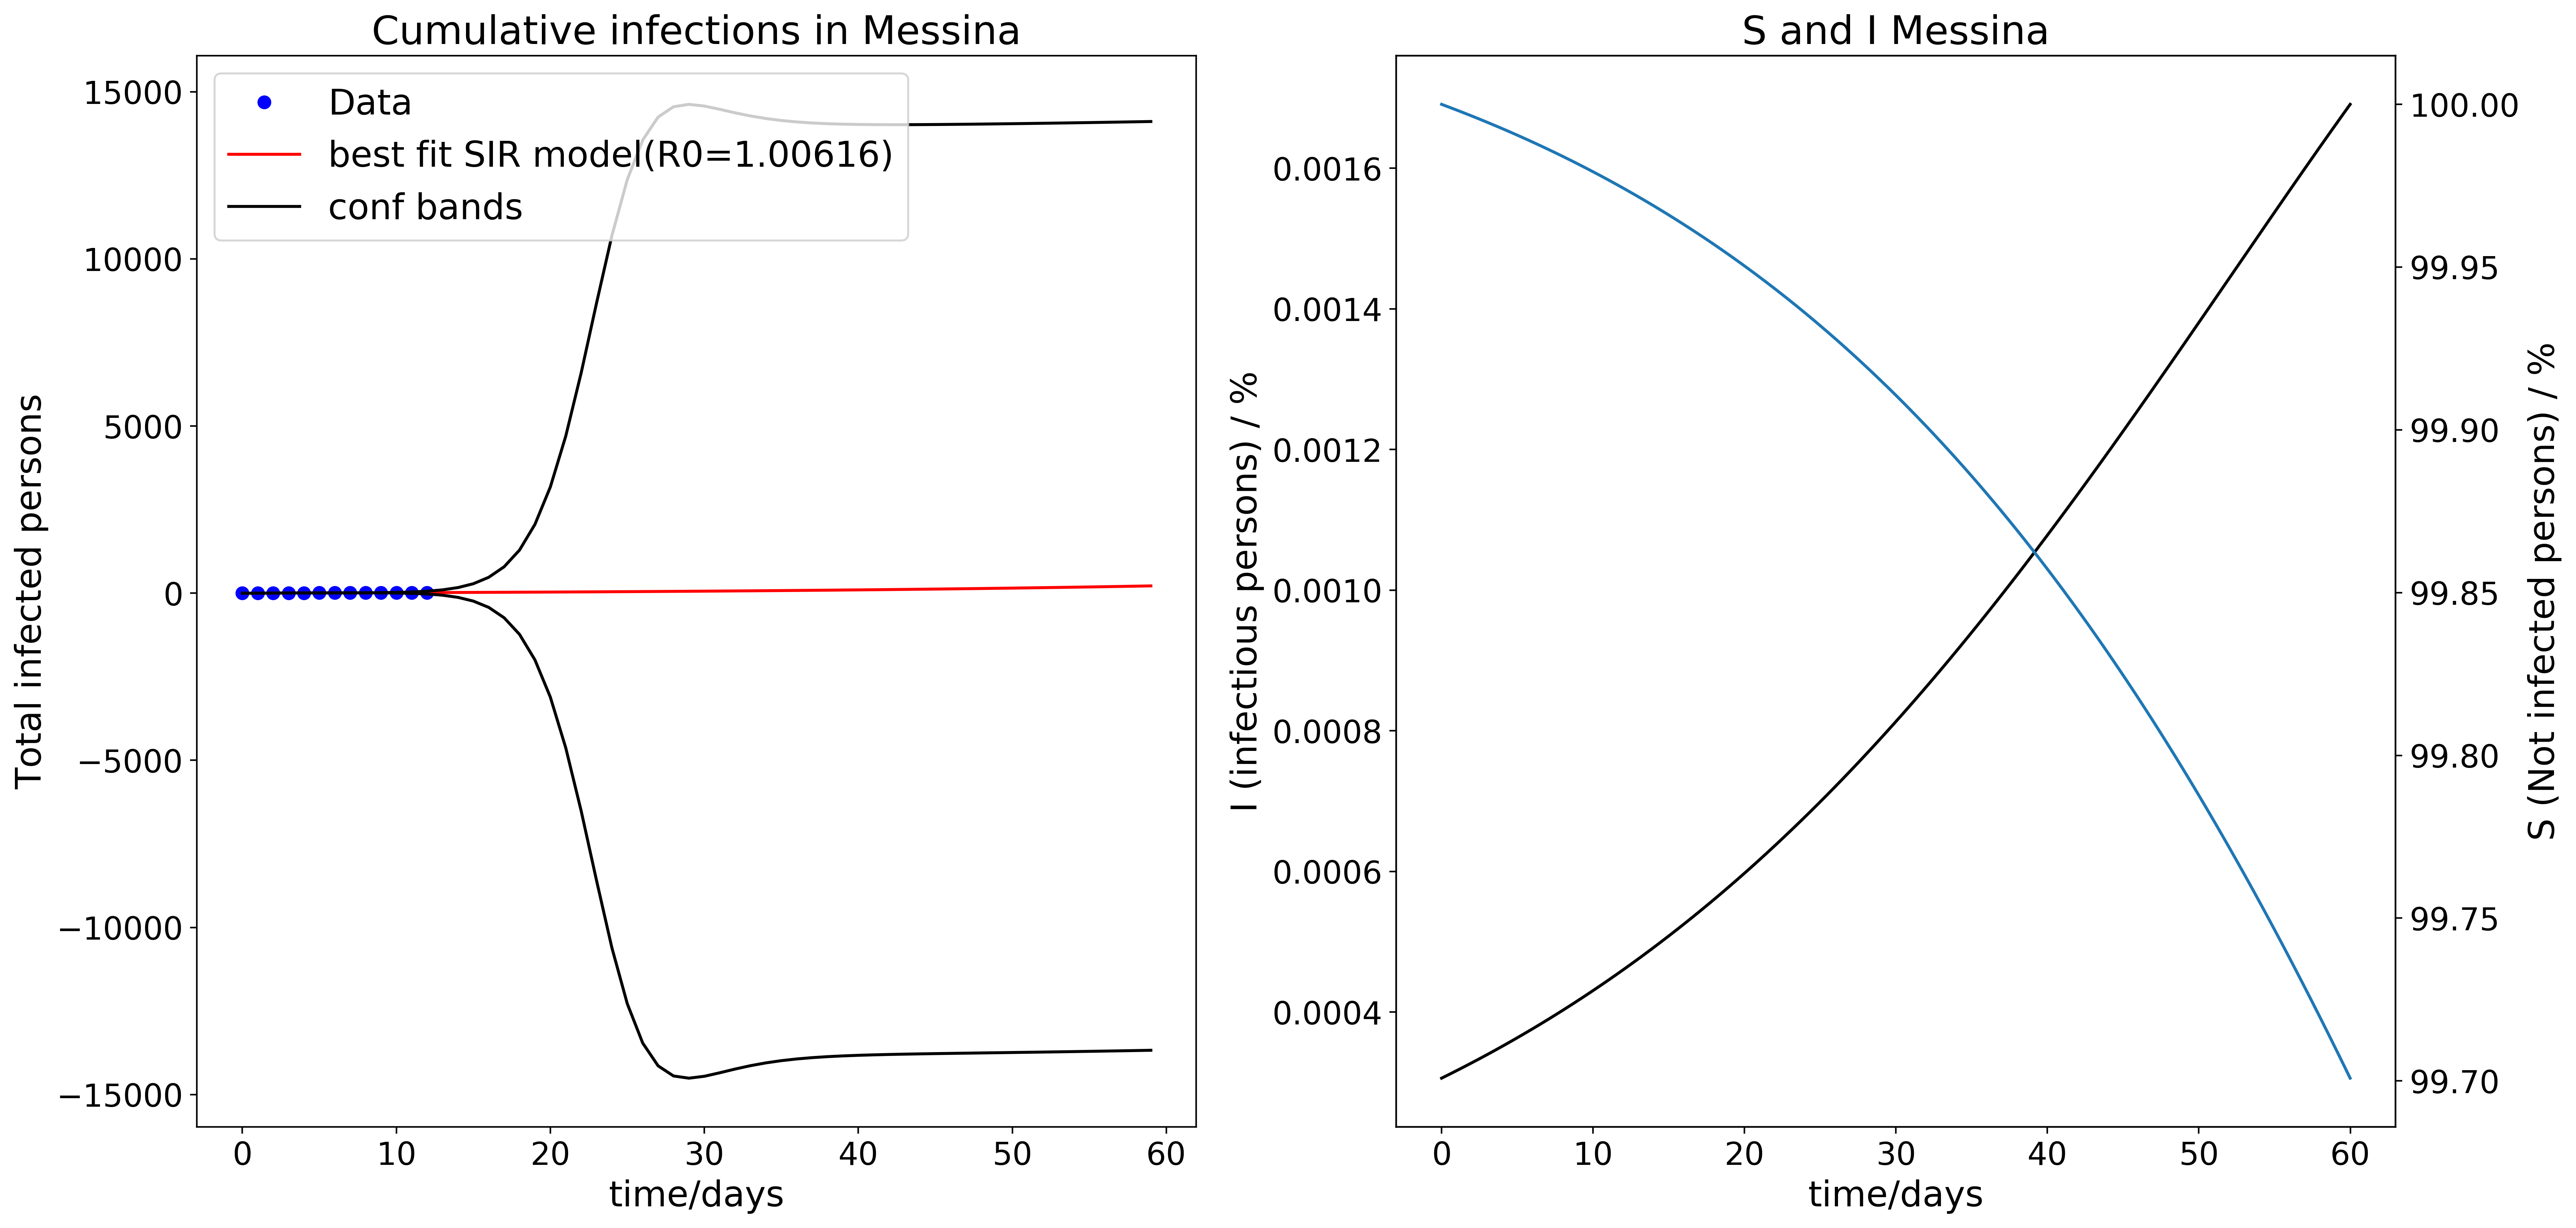 Cumulative infections in Messina
Data
best fit SIR model(R0=1.00616)
conf bands
Total infected persons
15000
10000
5000
0
−5000
−10000
−15000
0 10 20 30 40 50 60
time/days
S and I Messina
I (infectious persons) / %
0.0016
0.0014
0.0012
0.0010
0.0008
0.0006
0.0004
0 10 20 30 40 50 60
time/days
100.00
99.95
99.90
99.85
99.80
99.75
99.70
S (Not infected persons) / %